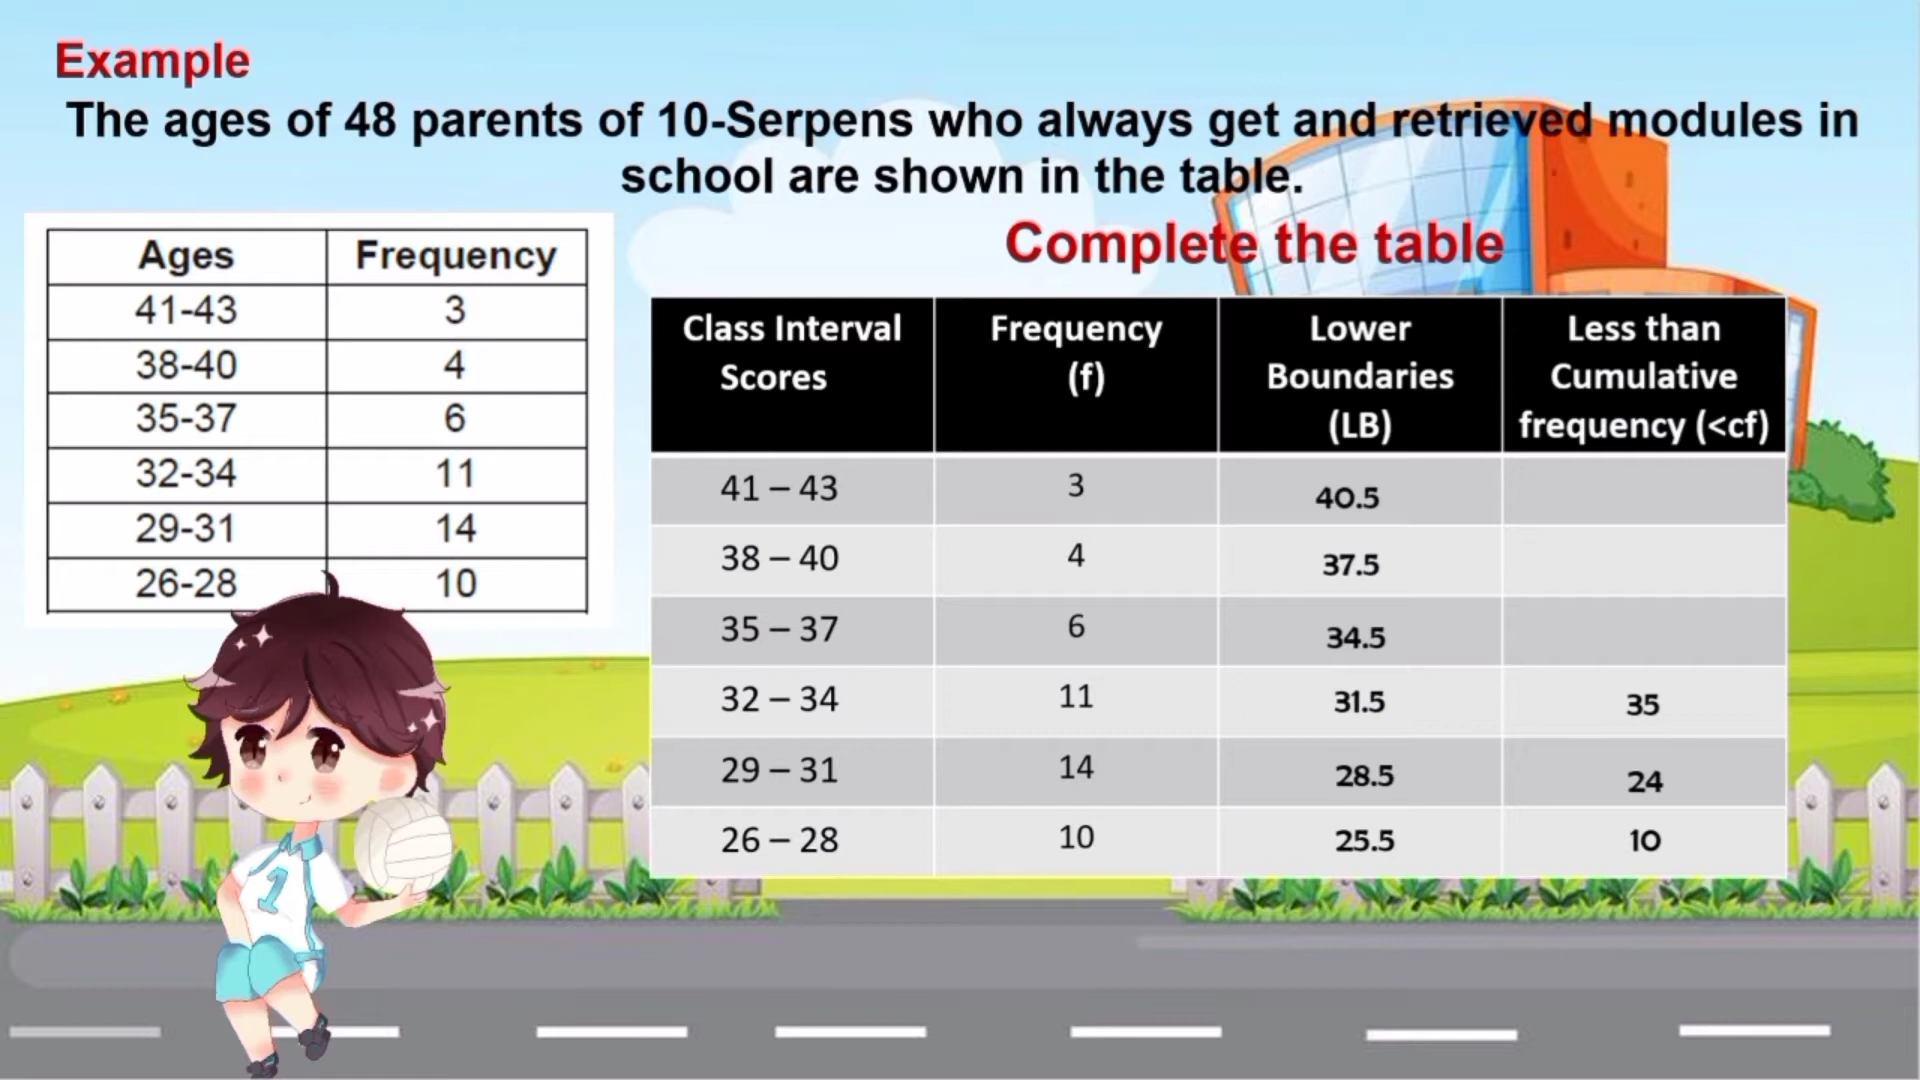 Example
The ages of 48 parents of 10-Serpens who always get and retrieved modules in
school are shown in the table.
Ages Frequency
41-43 3
38-40 4
35-37 6
32-34 11
29-31 14
26-28 10
Complete the table
Class Interval Scores Frequency (f) Lower Boundaries (LB) Less than Cumulative frequency (<cf)
41 – 43 3 40.5
38 – 40 4 37.5
35 – 37 6 34.5
32 – 34 11 31.5 35
29 – 31 14 28.5 24
26 – 28 10 25.5 10
1